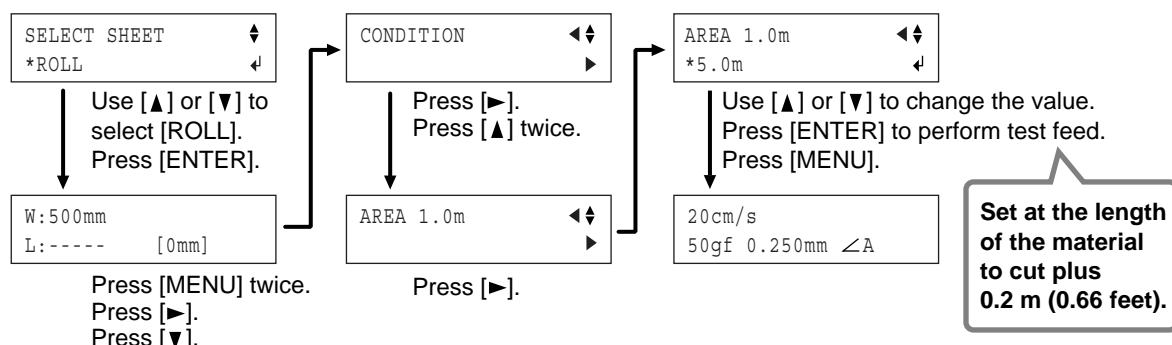 SELECT SHEET
*ROLL
Use [▲] or [▼] to
select [ROLL].
Press [ENTER].
W:500mm
L:----- [0mm]
Press [MENU] twice.
Press [►].
Press [▼].
CONDITION
Press [►].
Press [▲] twice.
AREA 1.0m
Press [►].
AREA 1.0m
*5.0m
Use [▲] or [▼] to change the value.
Press [ENTER] to perform test feed.
Press [MENU].
20cm/s
50gf 0.250mm ∠A
Set at the length
of the material
to cut plus
0.2 m (0.66 feet).